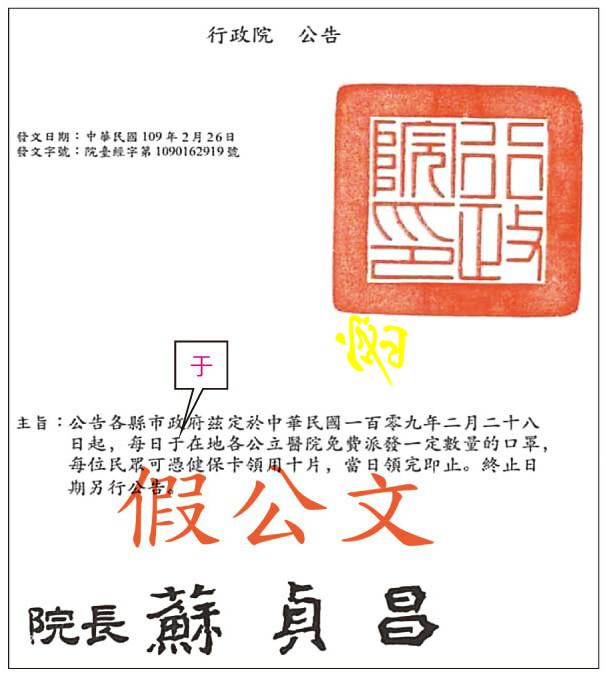 行政院　公告
發文日期：中華民國109年2月26日
發文字號：院臺經字第1090162919號
行政院印
于
主旨：公告各縣市政府茲定於中華民國一百零九年二月二十八
日起，每日于在地各公立醫院免費派發一定數量的口罩，
每位民眾可憑健保卡領用十片，當日領完即止。終止日
期另行公告。
假公文
院長 蘇貞昌